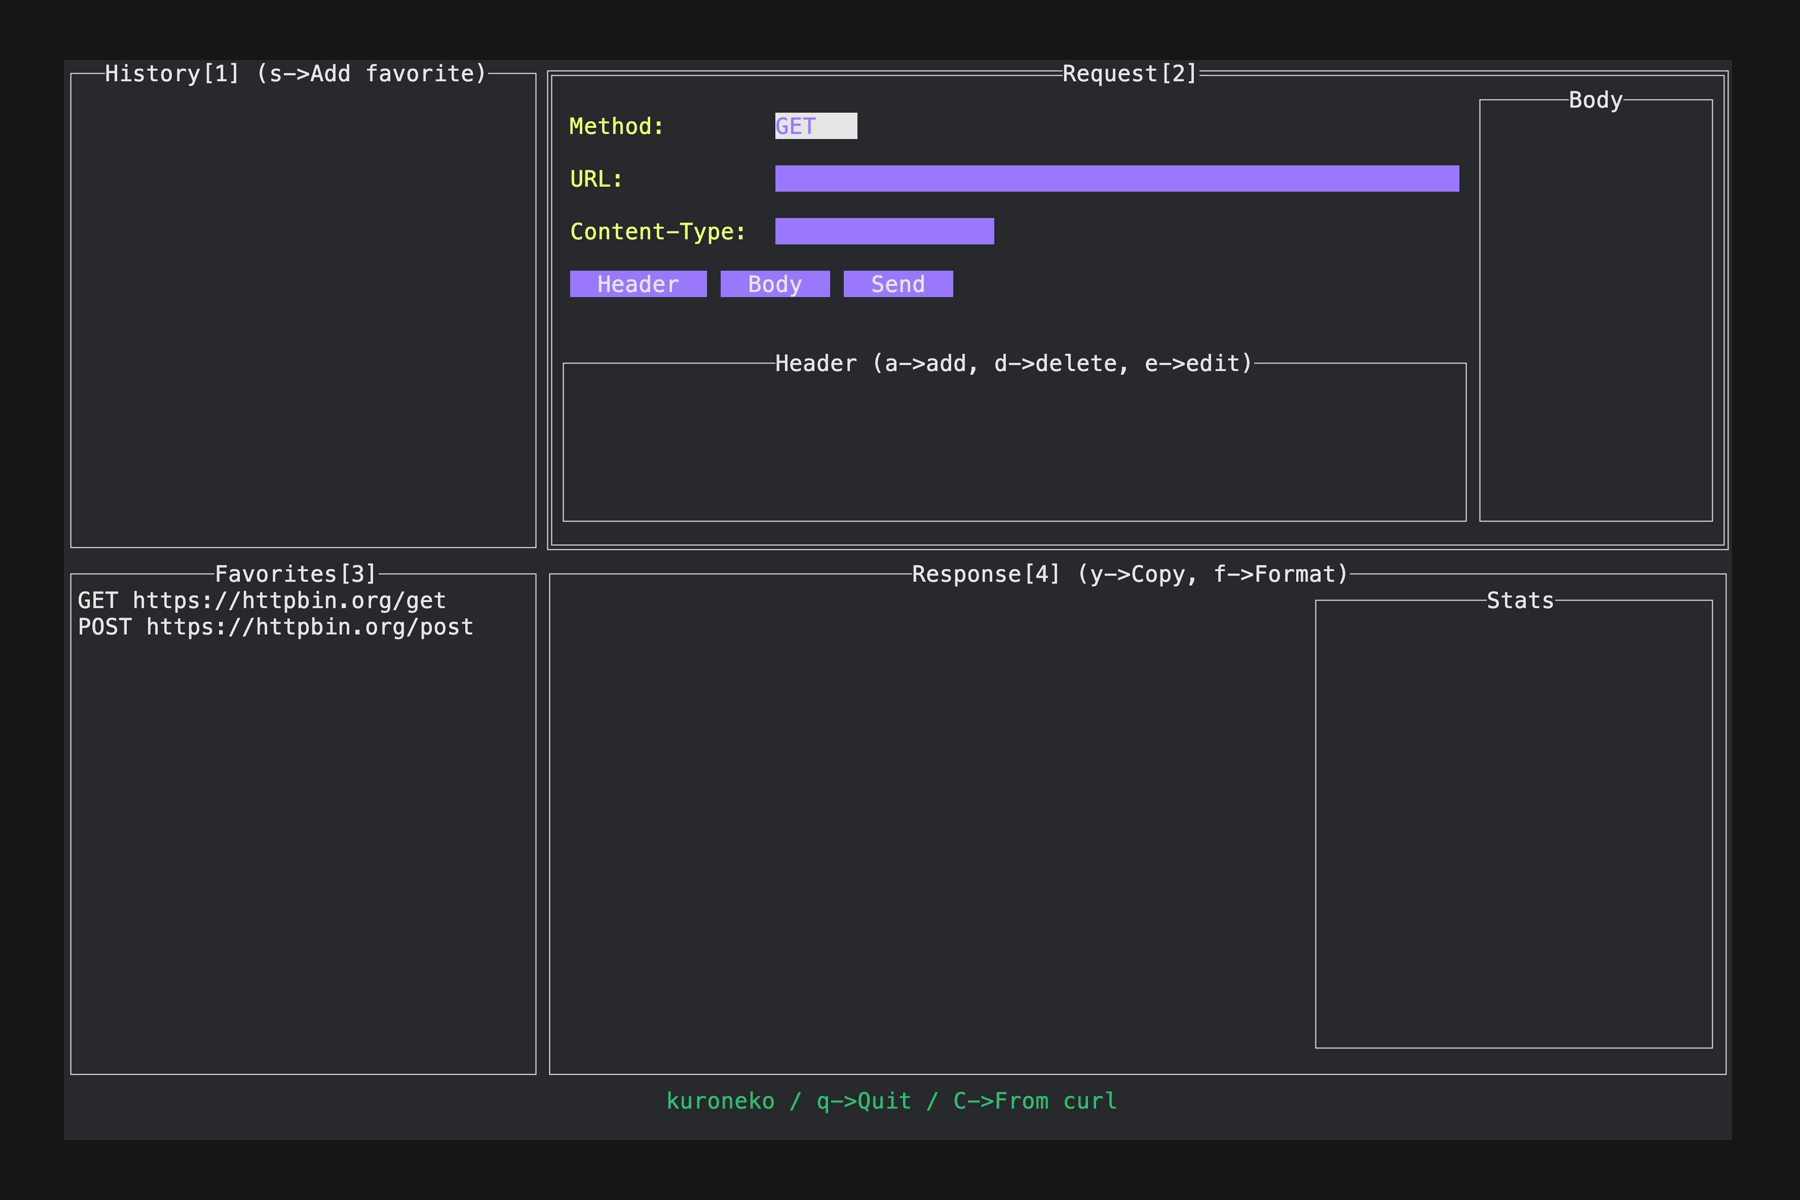 History[1] (s->Add favorite)
Request[2]
Body
Method: GET
URL:
Content-Type:
Header Body Send
Header (a->add, d->delete, e->edit)
Favorites[3]
GET https://httpbin.org/get
POST https://httpbin.org/post
Response[4] (y->Copy, f->Format)
Stats
kuroneko / q->Quit / C->From curl